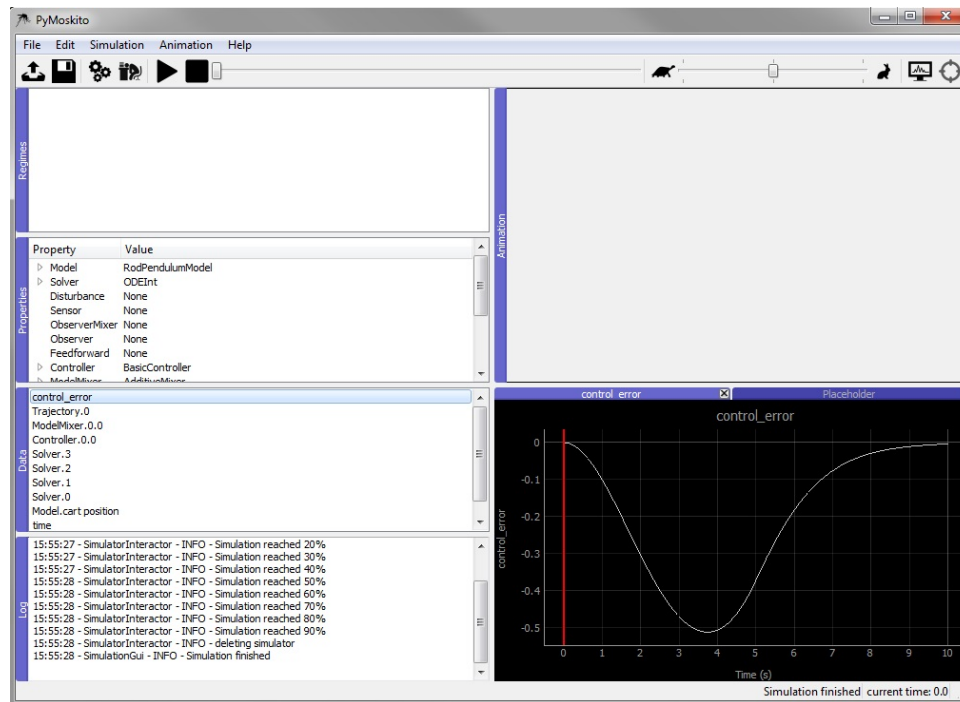 PyMoskito
File Edit Simulation Animation Help
Regimes
Animation
Properties
Property Value
Model RodPendulumModel
Solver ODEInt
Disturbance None
Sensor None
ObserverMixer None
Observer None
Feedforward None
Controller BasicController
ModelMixer AdditiveMixer
Data
control_error
Trajectory.0
ModelMixer.0.0
Controller.0.0
Solver.3
Solver.2
Solver.1
Solver.0
Model.cart position
time
Log
15:55:27 - SimulatorInteractor - INFO - Simulation reached 20%
15:55:27 - SimulatorInteractor - INFO - Simulation reached 30%
15:55:27 - SimulatorInteractor - INFO - Simulation reached 40%
15:55:28 - SimulatorInteractor - INFO - Simulation reached 50%
15:55:28 - SimulatorInteractor - INFO - Simulation reached 60%
15:55:28 - SimulatorInteractor - INFO - Simulation reached 70%
15:55:28 - SimulatorInteractor - INFO - Simulation reached 80%
15:55:28 - SimulatorInteractor - INFO - Simulation reached 90%
15:55:28 - SimulatorInteractor - INFO - deleting simulator
15:55:28 - SimulationGui - INFO - Simulation finished
control_error Placeholder
control_error
control_error
0
-0.1
-0.2
-0.3
-0.4
-0.5
0 1 2 3 4 5 6 7 8 9 10
Time (s)
Simulation finished current time: 0.0